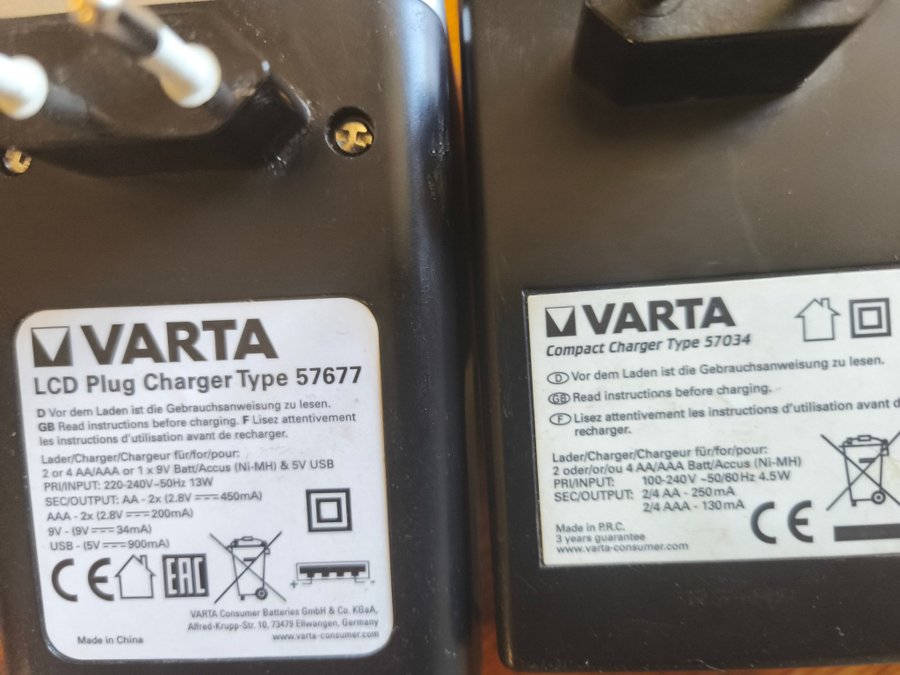 VARTA
LCD Plug Charger Type 57677
D Vor dem Laden ist die Gebrauchsanweisung zu lesen.
GB Read instructions before charging. F Lisez attentivement
les instructions d'utilisation avant de recharger.
Lader/Charger/Chargeur für/for/pour:
2 or 4 AA/AAA or 1 x 9V Batt/Accus (Ni-MH) & 5V USB
PRI/INPUT: 220-240V ~50Hz 13W
SEC/OUTPUT: AA - 2x (2.8V ⎓ 450mA)
AAA - 2x (2.8V ⎓ 200mA)
9V - (9V ⎓ 34mA)
USB - (5V ⎓ 900mA)
CE EAC + -
VARTA Consumer Batteries GmbH & Co. KGaA,
Alfred-Krupp-Str. 10, 73479 Ellwangen, Germany
Made in China www.varta-consumer.com
VARTA
Compact Charger Type 57034
D Vor dem Laden ist die Gebrauchsanweisung zu lesen.
GB Read instructions before charging.
F Lisez attentivement les instructions d'utilisation avant d
recharger.
Lader/Charger/Chargeur für/for/pour:
2 oder/or/ou 4 AA/AAA Batt/Accus (Ni-MH)
PRI/INPUT: 100-240V ~50/60Hz 4.5W
SEC/OUTPUT: 2/4 AA - 250mA
2/4 AAA - 130mA
CE
Made in P.R.C.
3 years guarantee
www.varta-consumer.com